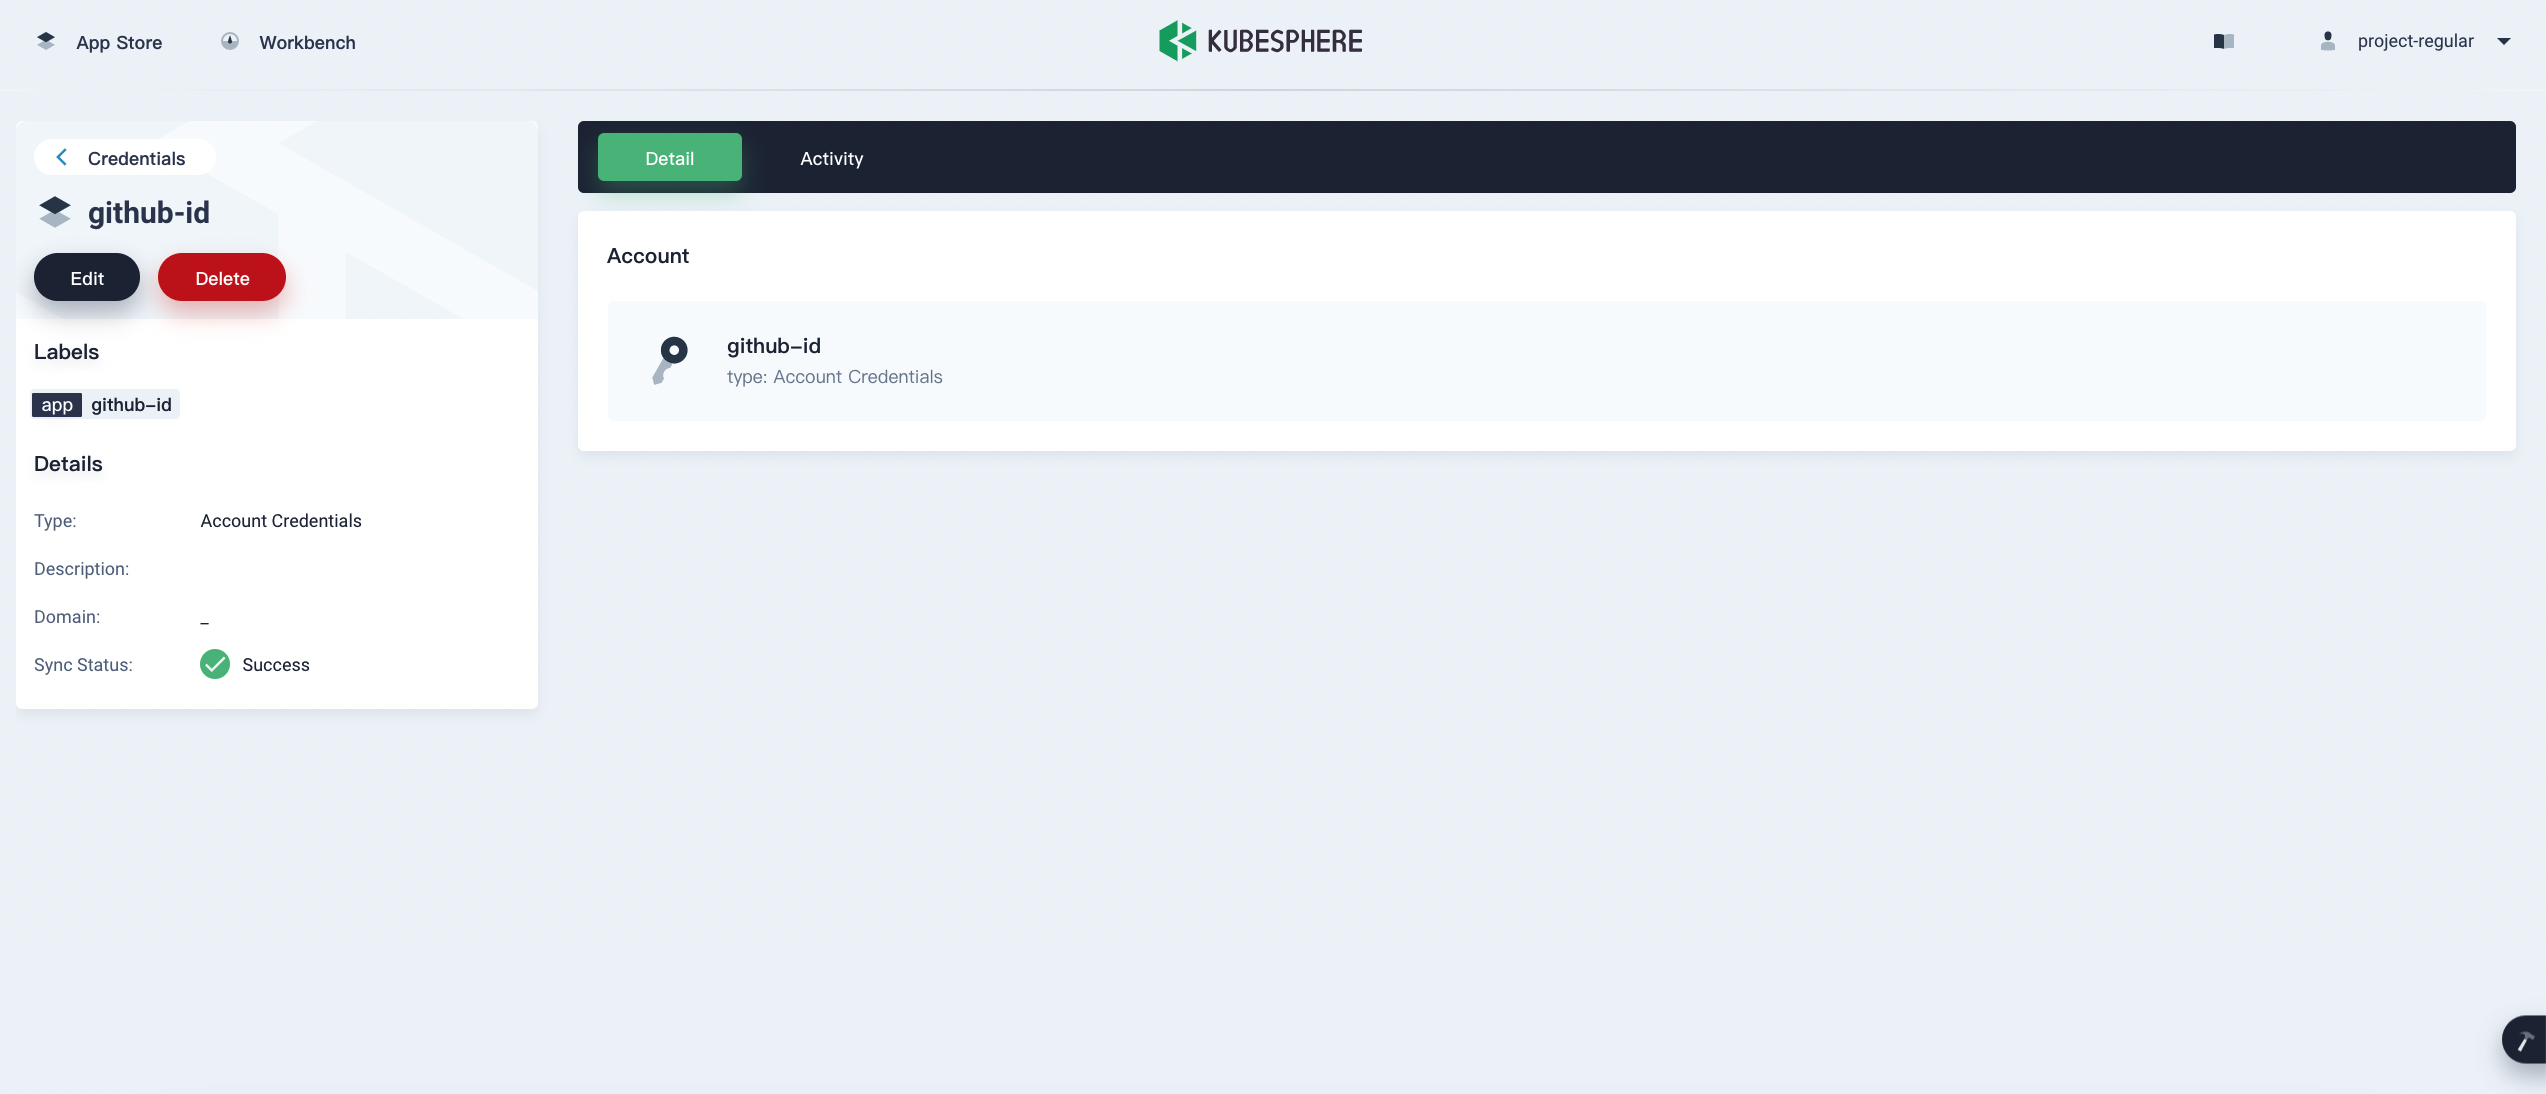 App Store
Workbench
KUBESPHERE
project-regular
Credentials
github-id
Edit
Delete
Labels
app github-id
Details
Type: Account Credentials
Description:
Domain: _
Sync Status: Success
Detail
Activity
Account
github-id
type: Account Credentials